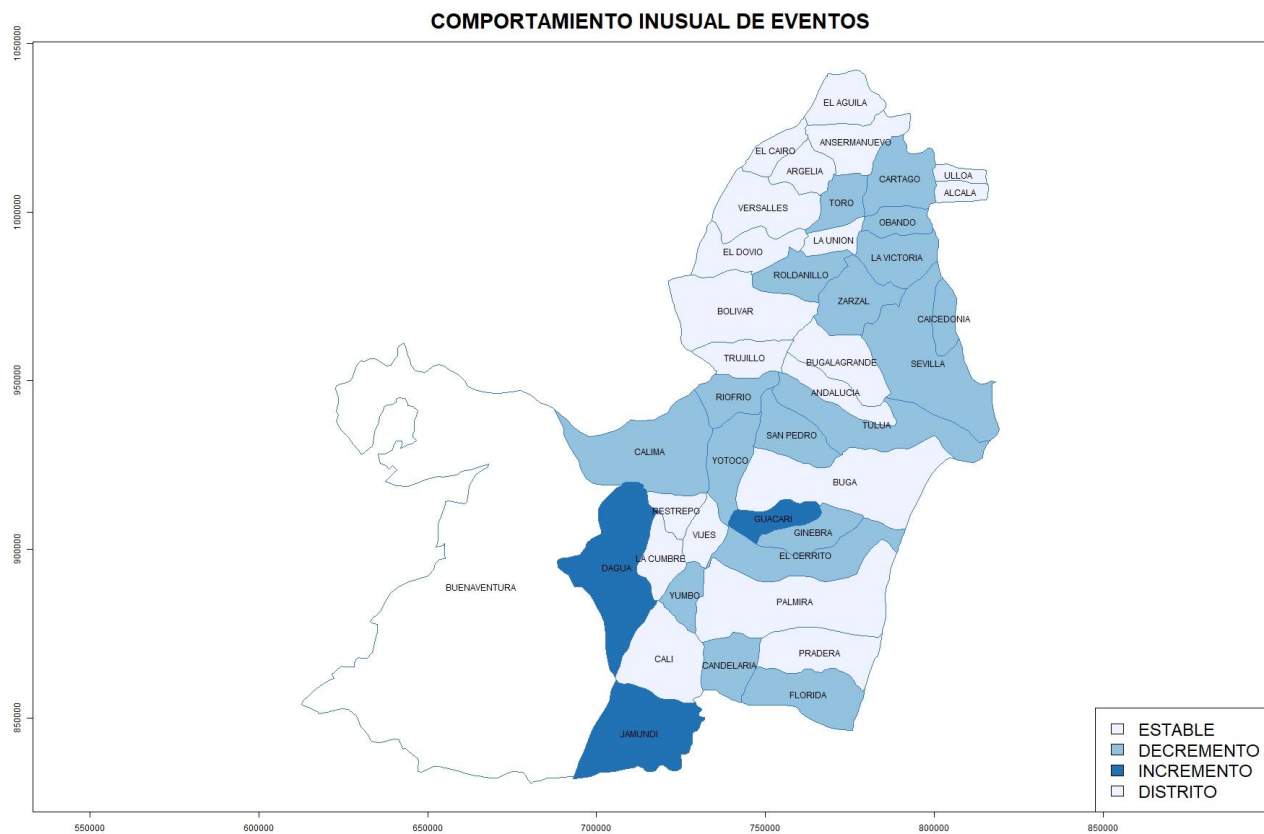 COMPORTAMIENTO INUSUAL DE EVENTOS
1050000
1000000
950000
900000
850000
EL AGUILA
ANSERMANUEVO
EL CAIRO
ARGELIA
ULLOA
CARTAGO
ALCALA
TORO
VERSALLES
OBANDO
LA UNION
EL DOVIO
LA VICTORIA
ROLDANILLO
ZARZAL
BOLIVAR
CAICEDONIA
TRUJILLO
BUGALAGRANDE
SEVILLA
ANDALUCIA
RIOFRIO
TULUA
SAN PEDRO
CALIMA
YOTOCO
BUGA
RESTREPO
GUACARI
VIJES
GINEBRA
EL CERRITO
LA CUMBRE
DAGUA
BUENAVENTURA
YUMBO
PALMIRA
CALI
PRADERA
CANDELARIA
FLORIDA
JAMUNDI
ESTABLE
DECREMENTO
INCREMENTO
DISTRITO
550000 600000 650000 700000 750000 800000 850000